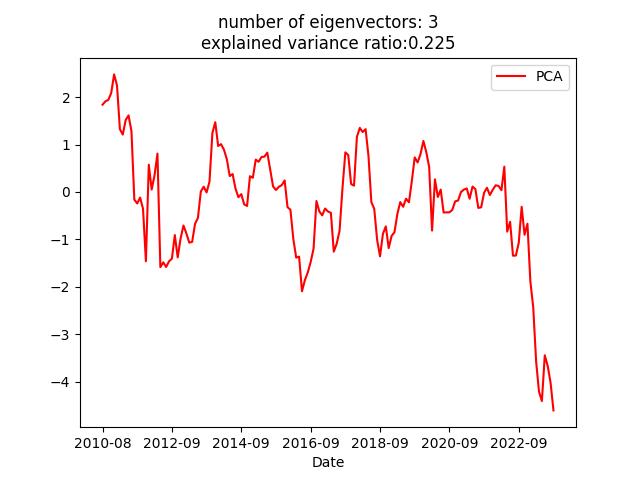 number of eigenvectors: 3
explained variance ratio:0.225
PCA
2
1
0
−1
−2
−3
−4
2010-08 2012-09 2014-09 2016-09 2018-09 2020-09 2022-09
Date